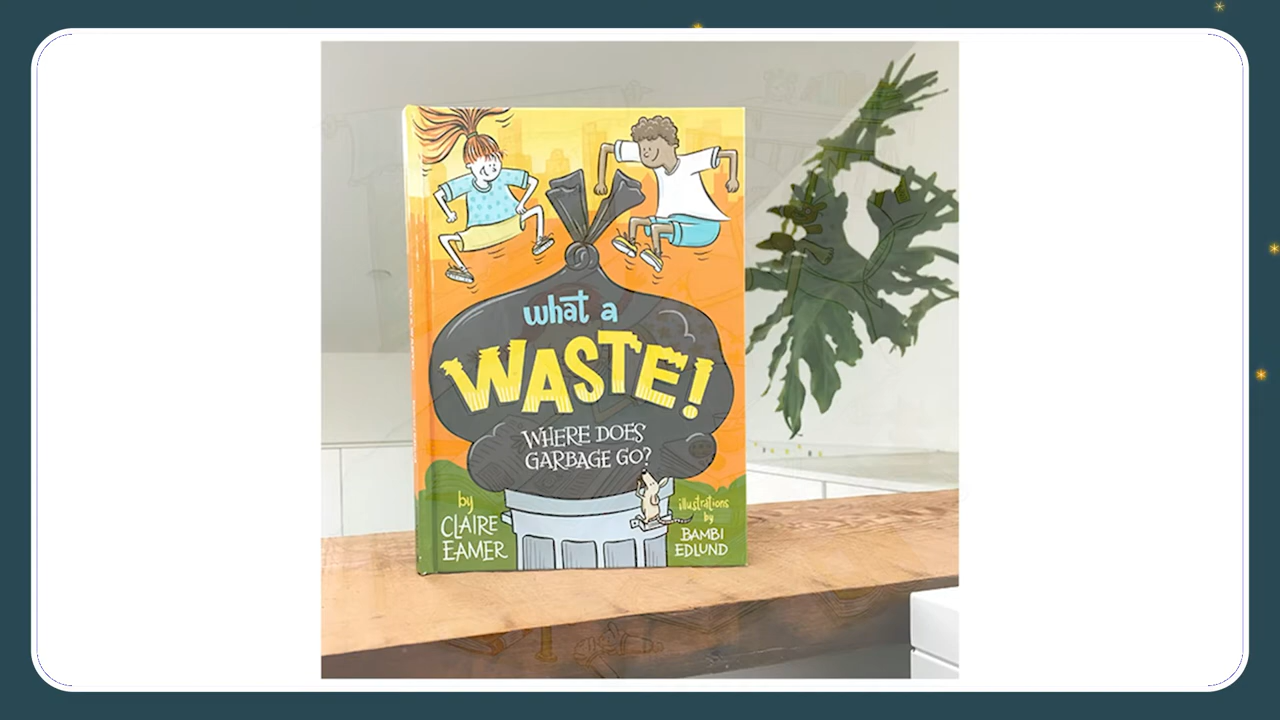 what a
WASTE!
WHERE DOES
GARBAGE GO?
by
CLAIRE
EAMER
illustrations
by
BAMBI
EDLUND